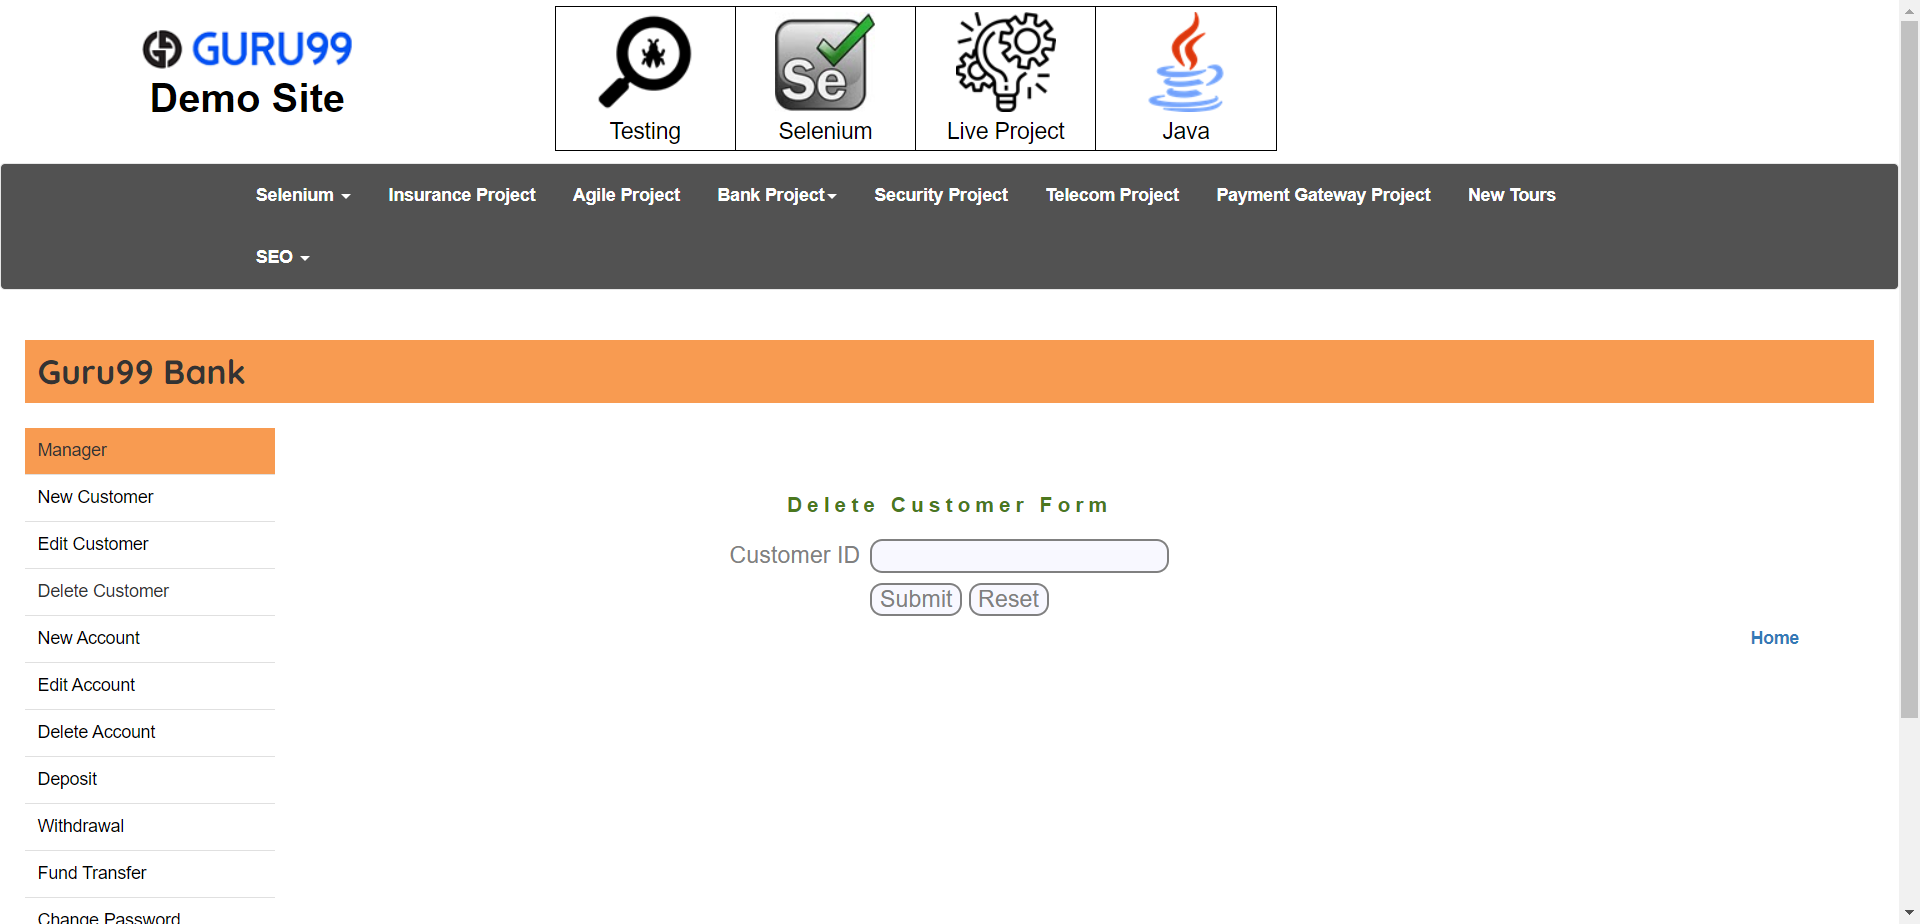 GURU99
Demo Site
Se
Testing
Selenium
Live Project
Java
Selenium
Insurance Project
Agile Project
Bank Project
Security Project
Telecom Project
Payment Gateway Project
New Tours
SEO
Guru99 Bank
Manager
New Customer
Edit Customer
Delete Customer
New Account
Edit Account
Delete Account
Deposit
Withdrawal
Fund Transfer
Change Password
Delete Customer Form
Customer ID
Submit Reset
Home